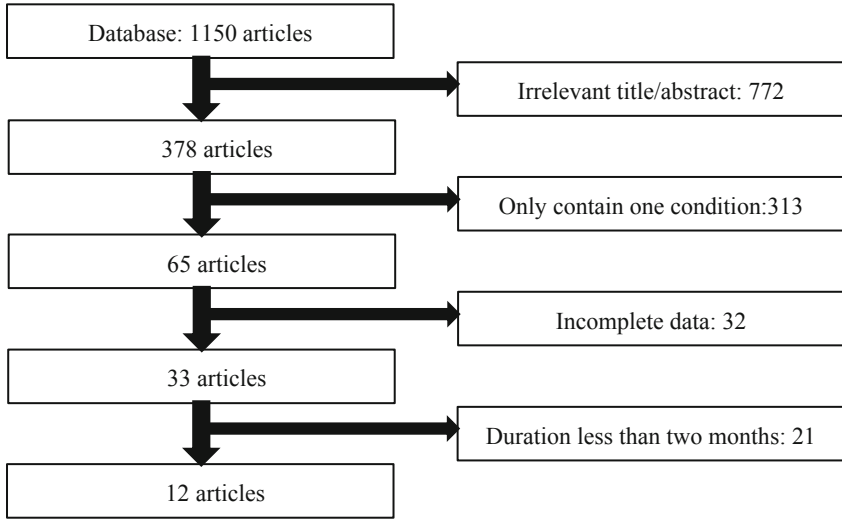 Database: 1150 articles
Irrelevant title/abstract: 772
378 articles
Only contain one condition:313
65 articles
Incomplete data: 32
33 articles
Duration less than two months: 21
12 articles